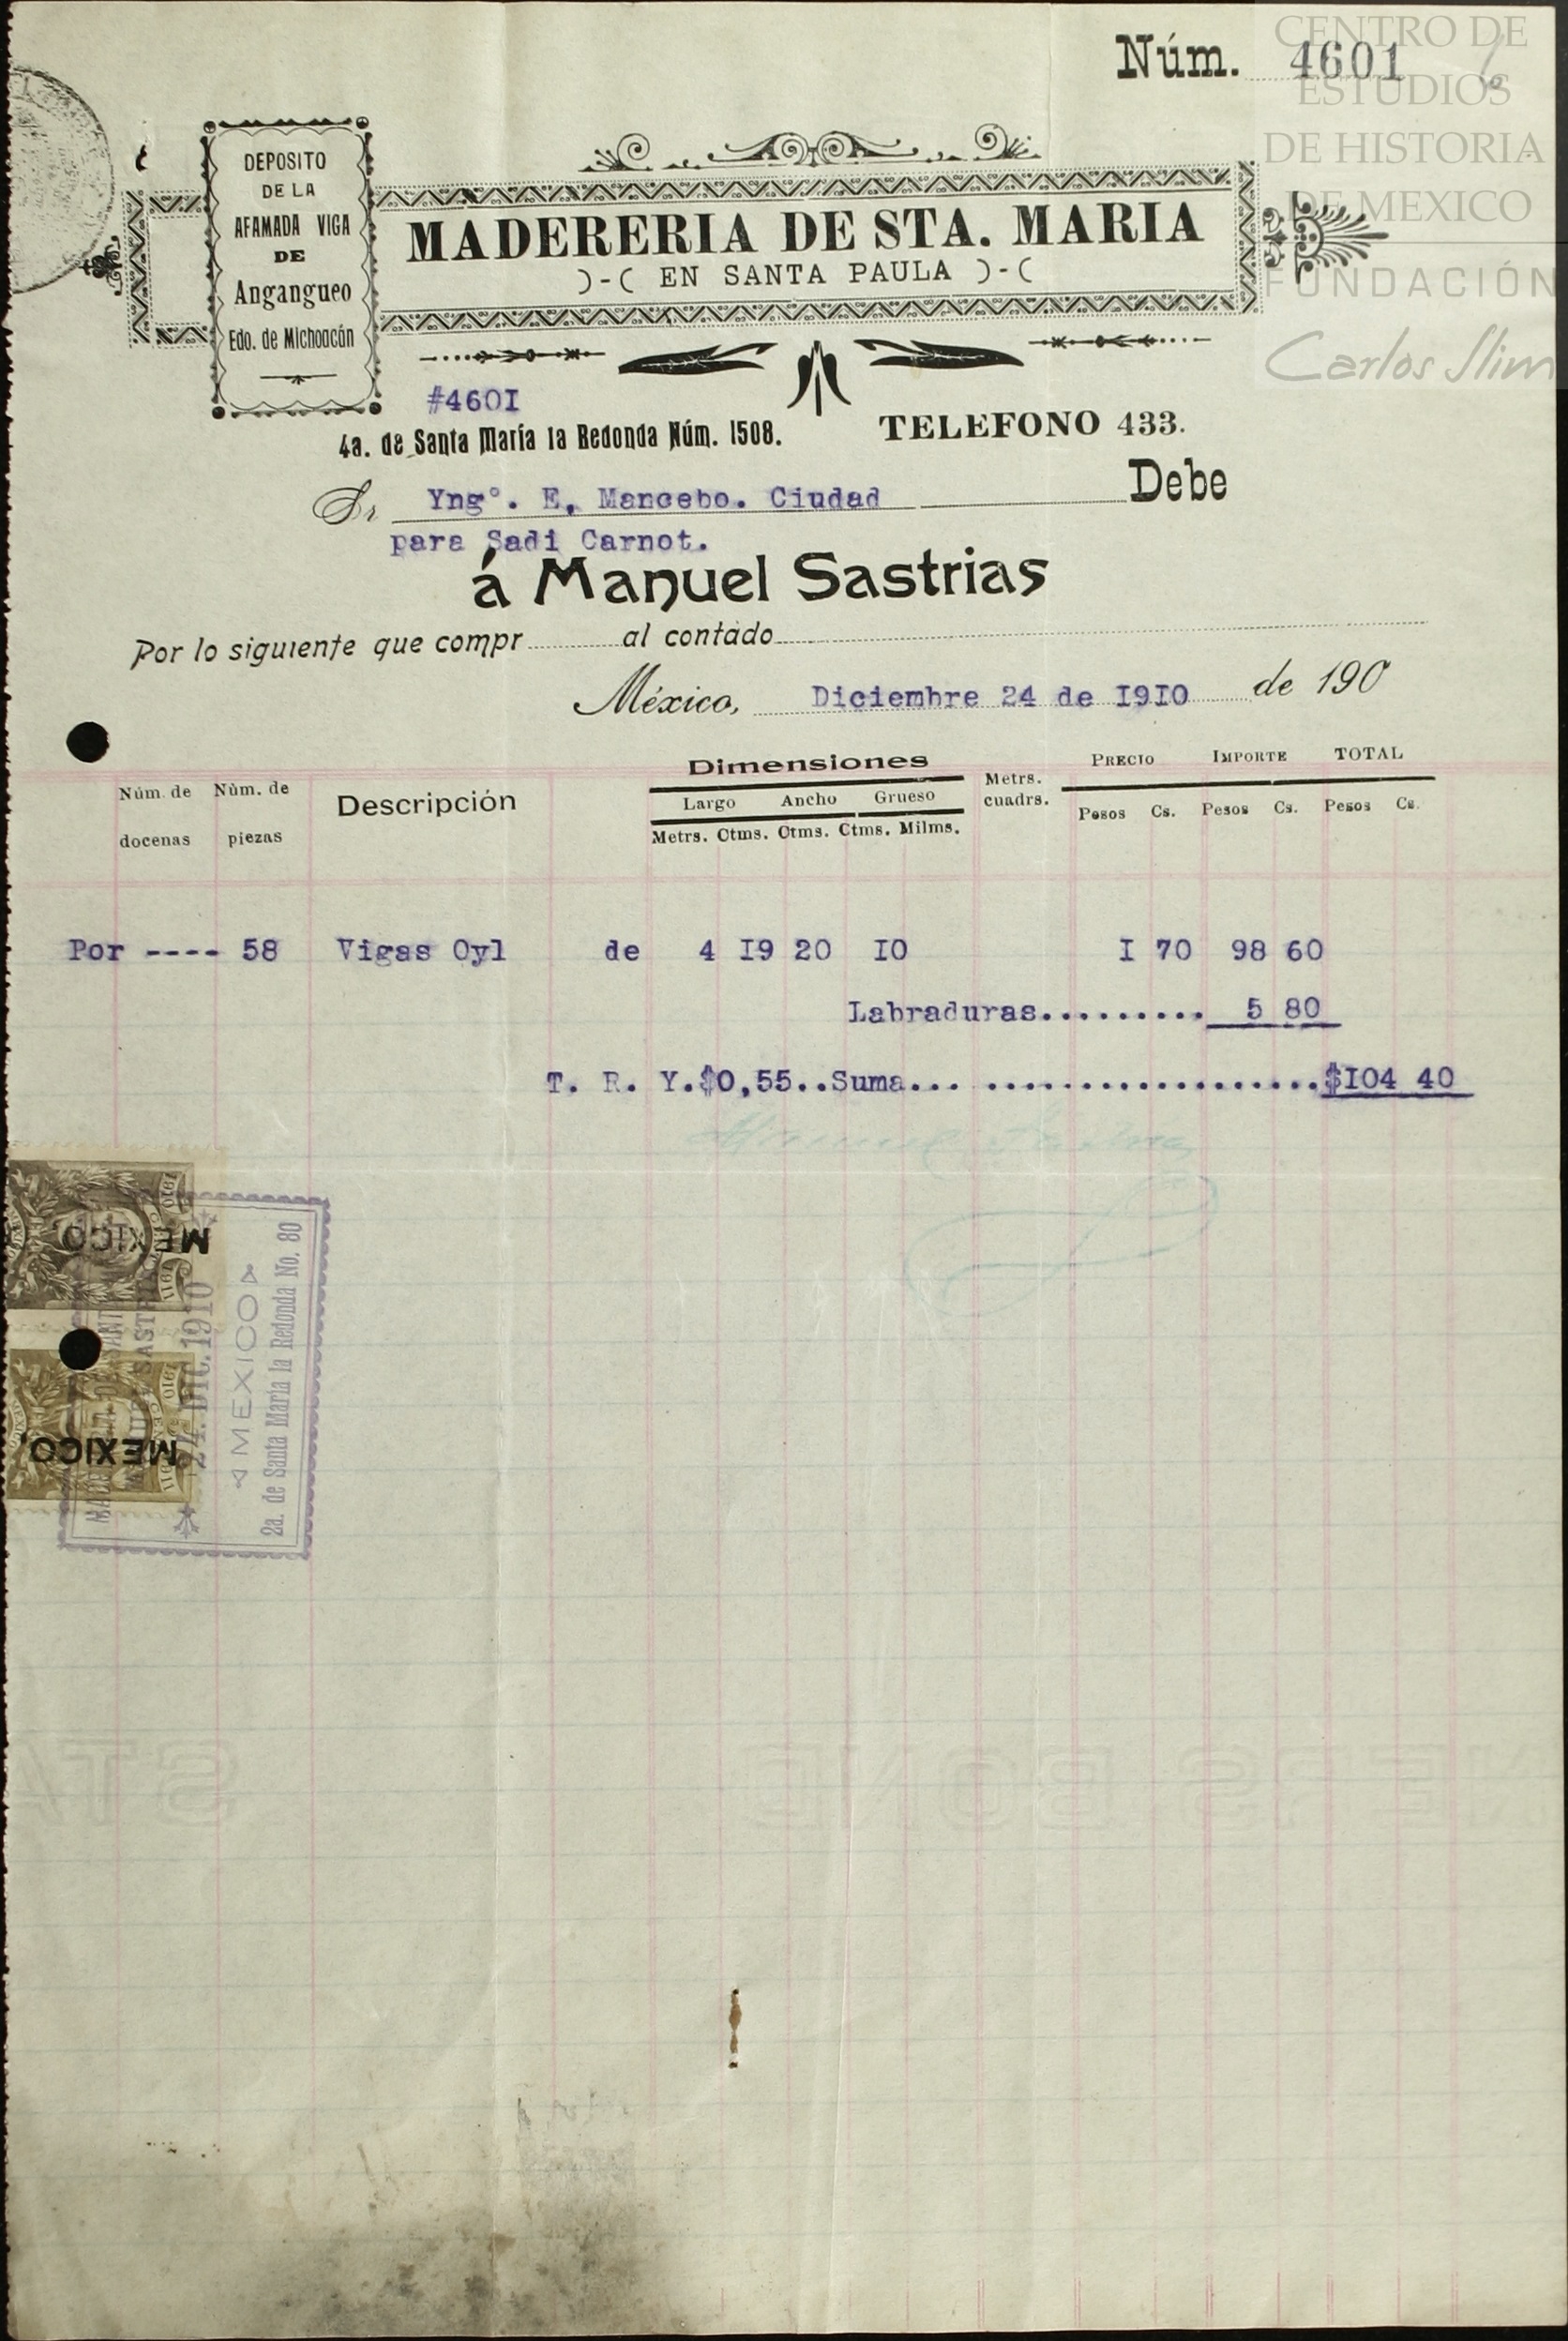 Núm. 4601
CENTRO DE
ESTUDIOS
DE HISTORIA
DE MEXICO
FUNDACIÓN
Carlos Slim
DEPOSITO
DE LA
AFAMADA VIGA
DE
Angangueo
Edo. de Michoacán
MADERERIA DE STA. MARIA
)-( EN SANTA PAULA )-(
#4601
4a. de Santa María la Redonda Núm. 1508. TELEFONO 433.
Sr Yng°. E, Mancebo. Ciudad Debe
para Sadi Carnot.
á Manuel Sastrias
Por lo siguiente que compr al contado
México, Diciembre 24 de I9I0 de 190
Núm. de docenas
Núm. de piezas
Descripción
Dimensiones
Largo Ancho Grueso
Metrs. Ctms. Ctms. Ctms. Milms.
Metrs. cuadrs.
PRECIO IMPORTE TOTAL
Pesos Cs. Pesos Cs. Pesos Cs.
Por ---- 58 Vigas Oyl de 4 I9 20 I0 I 70 98 60
Labraduras.......... 5 80
T. R. Y.$0,55..Suma... ...................$I04 40
MEXICO
MEXICO
24. DIC. 1910
MEXICO
2a. de Santa Maria la Redonda No. 80